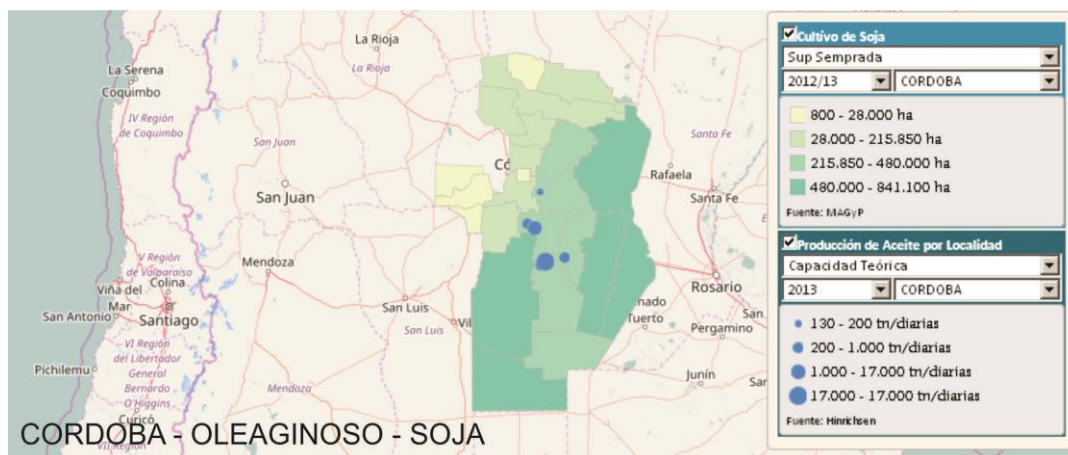 La Rioja
La Rioja
La Serena
Coquimbo
IV Región
de Coquimbo
San Juan
San Juan
Có
Santa Fe
Rafaela
Santa Fe
V Región
de Valparaíso
Mendoza
Viña del
Mar
Colina
San Antonio
Santiago
San Luis
San Luis
Rosario
nado
Tuerto
San
Pergamino
VI Región
del Libertador
General
Bernardo
O'Higgins
Pichilemu
Mendoza
Junín
Curicó
VII Región
CORDOBA - OLEAGINOSO - SOJA
Cultivo de Soja
Sup Semprada
2012/13 CORDOBA
800 - 28.000 ha
28.000 - 215.850 ha
215.850 - 480.000 ha
480.000 - 841.100 ha
Fuente: MAGyP
Producción de Aceite por Localidad
Capacidad Teórica
2013 CORDOBA
130 - 200 tn/diarias
200 - 1.000 tn/diarias
1.000 - 17.000 tn/diarias
17.000 - 17.000 tn/diarias
Fuente: Hinrichsen